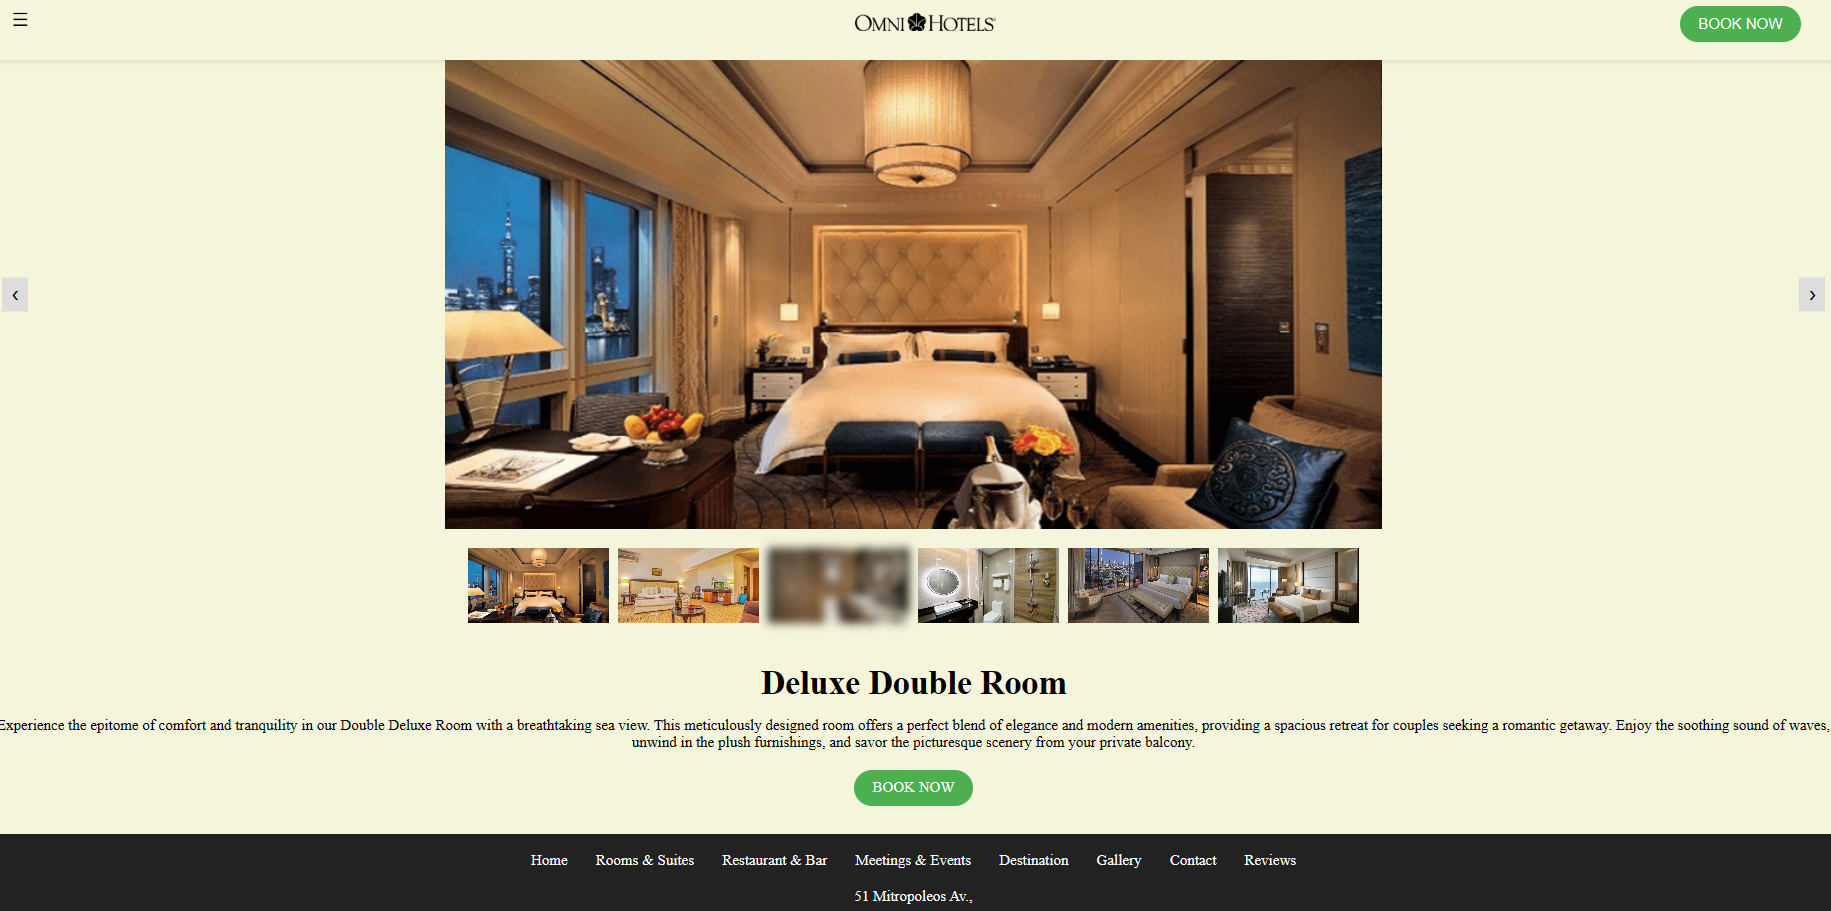 ☰
OMNI HOTELS®
BOOK NOW
‹
›
Deluxe Double Room
Experience the epitome of comfort and tranquility in our Double Deluxe Room with a breathtaking sea view. This meticulously designed room offers a perfect blend of elegance and modern amenities, providing a spacious retreat for couples seeking a romantic getaway. Enjoy the soothing sound of waves,
unwind in the plush furnishings, and savor the picturesque scenery from your private balcony.
BOOK NOW
Home Rooms & Suites Restaurant & Bar Meetings & Events Destination Gallery Contact Reviews
51 Mitropoleos Av.,